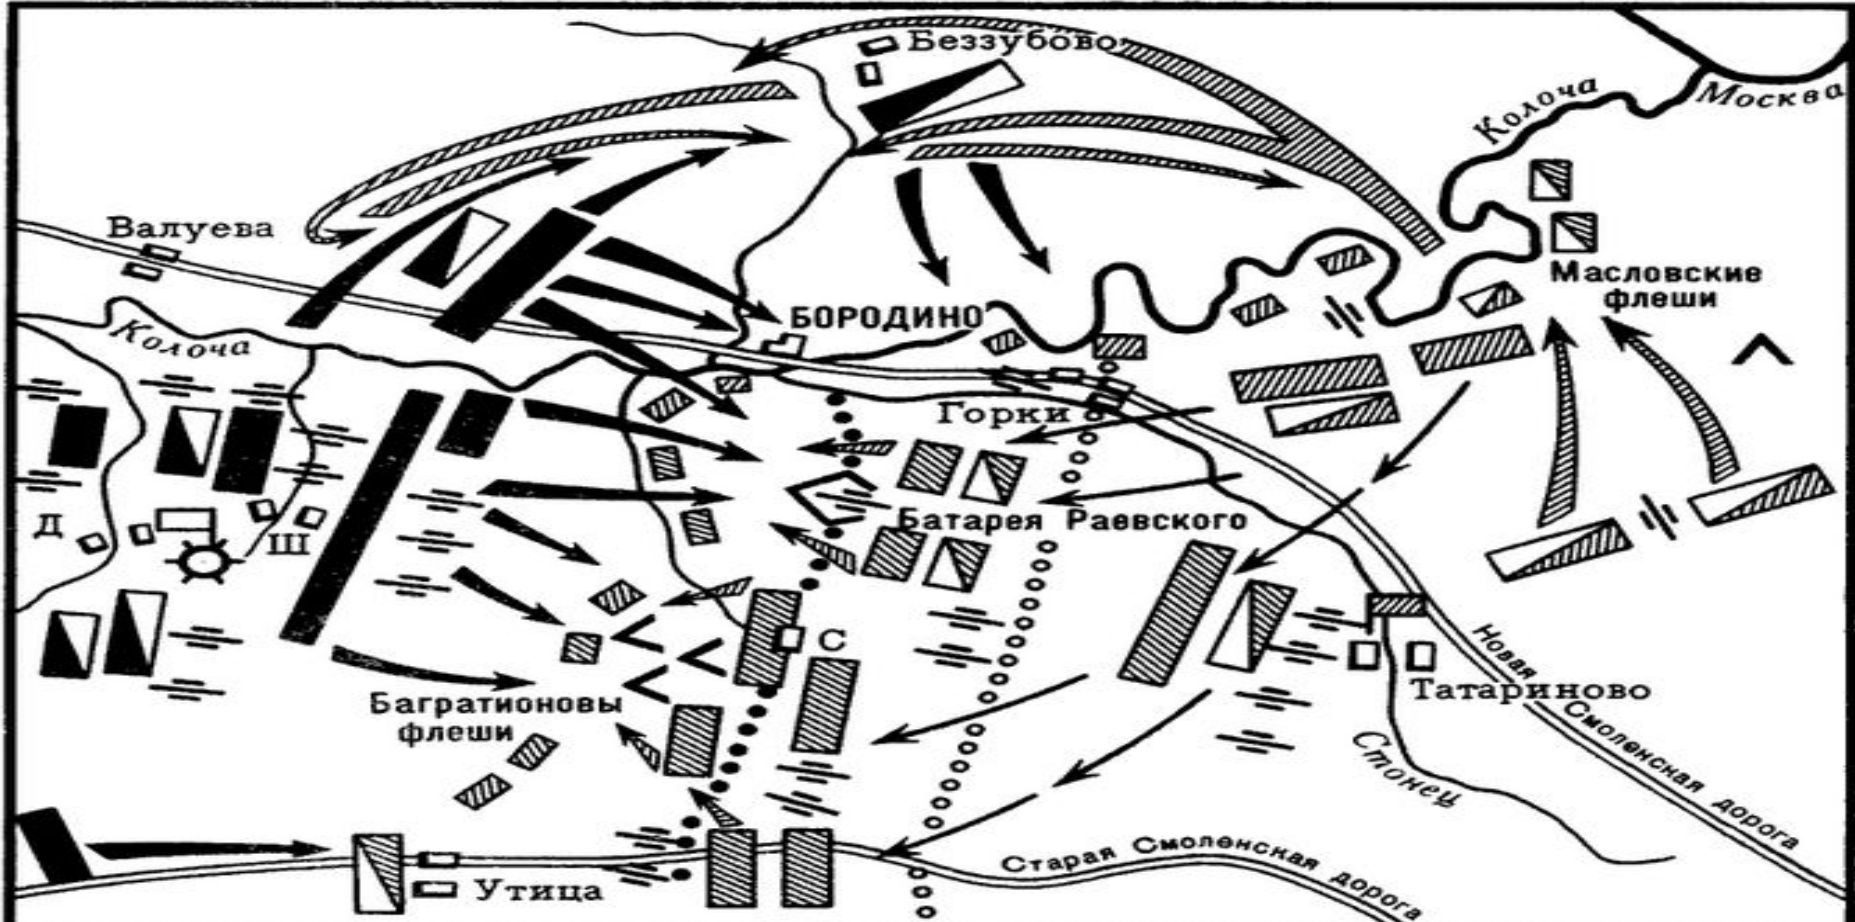 Беззубово
Колоча
Москва
Валуева
Масловские
флеши
БОРОДИНО
Колоча
Горки
Батарея Раевского
Д
Ш
С
Новая Смоленская дорога
Татариново
Багратионовы
флеши
Стонец
Старая Смоленская дорога
Утица